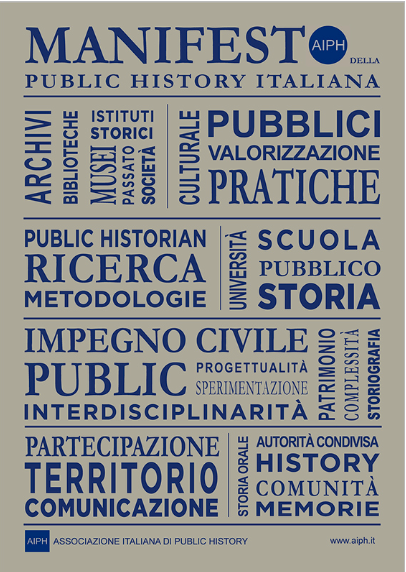 MANIFESTO
AIPH
DELLA
PUBLIC HISTORY ITALIANA
ARCHIVI
BIBLIOTECHE
ISTITUTI
STORICI
MUSEI
PASSATO
SOCIETÀ
CULTURALE
PUBBLICI
VALORIZZAZIONE
PRATICHE
PUBLIC HISTORIAN
RICERCA
METODOLOGIE
UNIVERSITÀ
SCUOLA
PUBBLICO
STORIA
IMPEGNO CIVILE
PUBLIC
PROGETTUALITÀ
SPERIMENTAZIONE
INTERDISCIPLINARITÀ
PATRIMONIO
COMPLESSITÀ
STORIOGRAFIA
PARTECIPAZIONE
TERRITORIO
COMUNICAZIONE
STORIA ORALE
AUTORITÀ CONDIVISA
HISTORY
COMUNITÀ
MEMORIE
AIPH ASSOCIAZIONE ITALIANA DI PUBLIC HISTORY
www.aiph.it